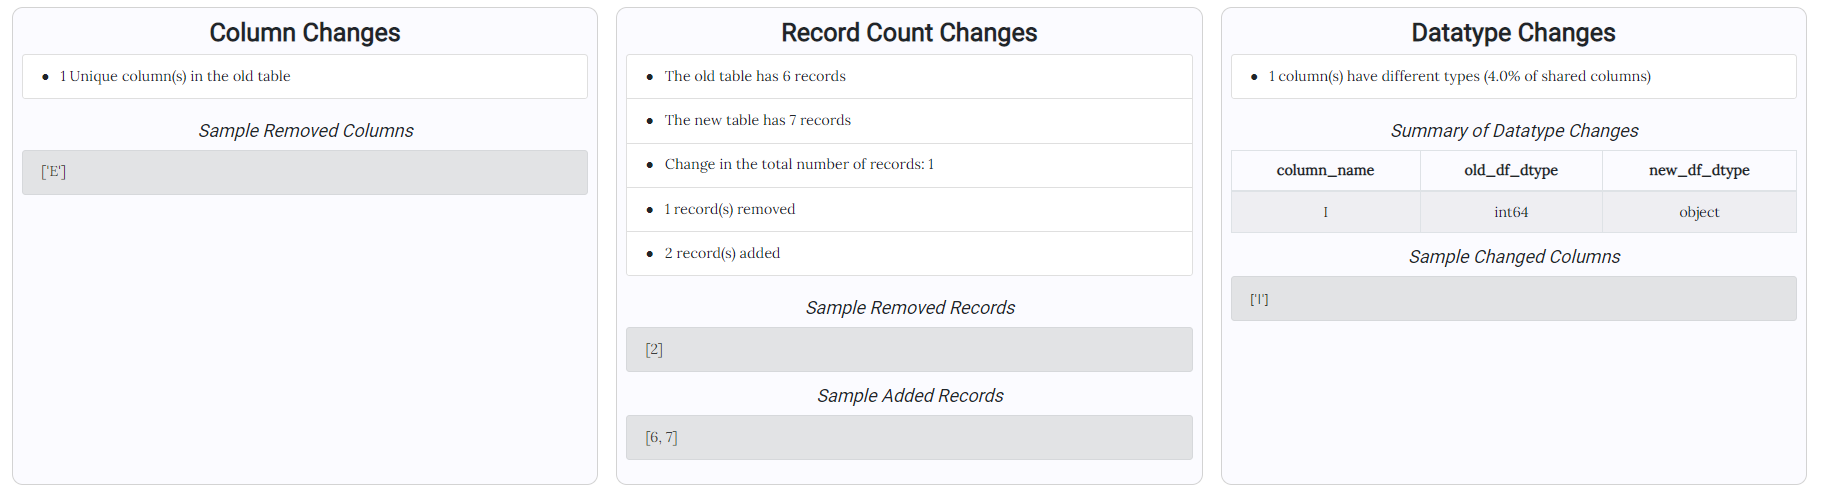 Column Changes
1 Unique column(s) in the old table
Sample Removed Columns
['E']
Record Count Changes
The old table has 6 records
The new table has 7 records
Change in the total number of records: 1
1 record(s) removed
2 record(s) added
Sample Removed Records
[2]
Sample Added Records
[6, 7]
Datatype Changes
1 column(s) have different types (4.0% of shared columns)
Summary of Datatype Changes
column_name old_df_dtype new_df_dtype
I int64 object
Sample Changed Columns
['I']